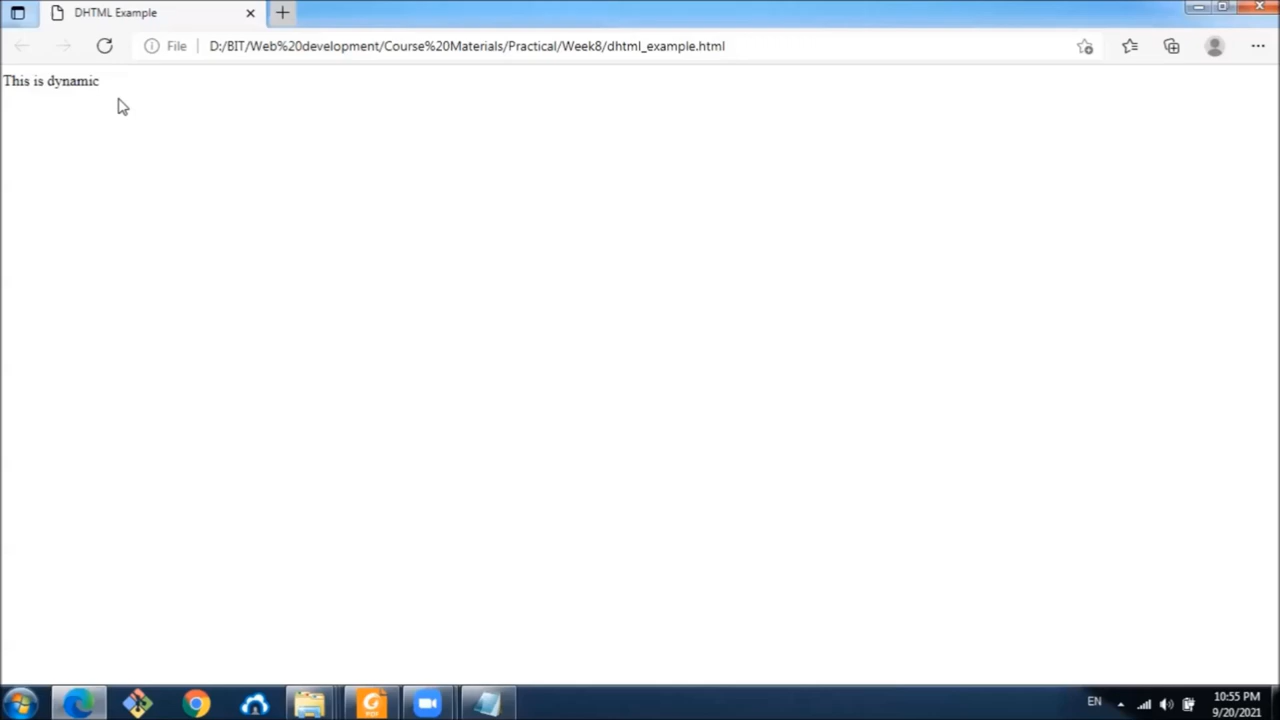 DHTML Example
File D:/BIT/Web%20development/Course%20Materials/Practical/Week8/dhtml_example.html
This is dynamic
PDF
EN
10:55 PM
9/20/2021